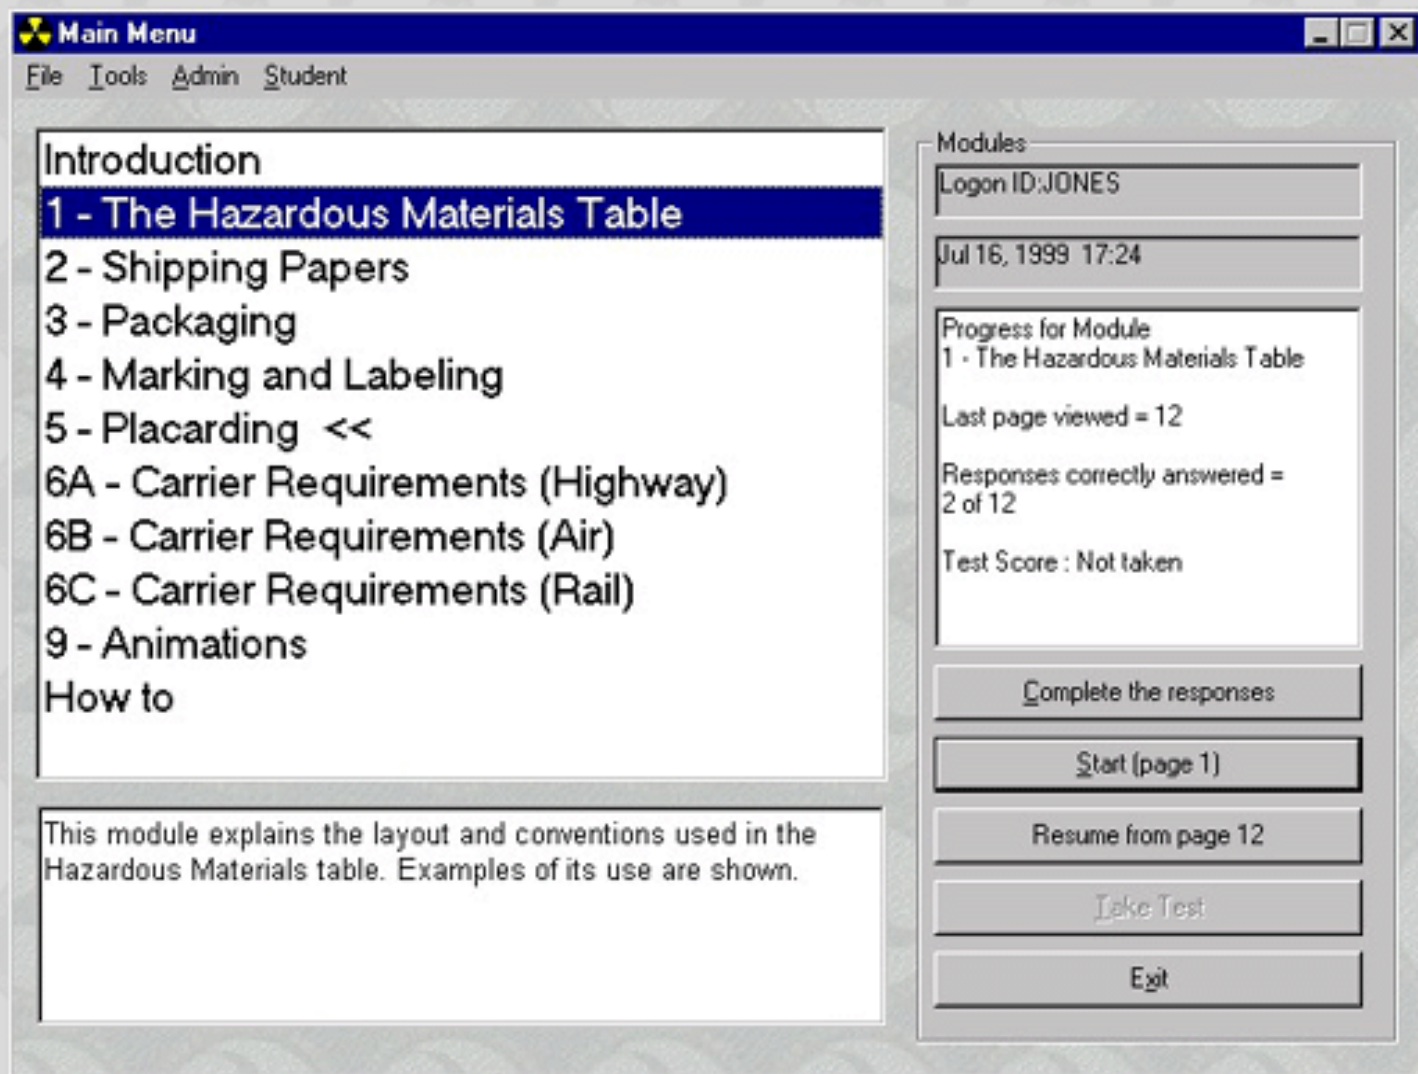 Main Menu
File Tools Admin Student
Introduction
1 - The Hazardous Materials Table
2 - Shipping Papers
3 - Packaging
4 - Marking and Labeling
5 - Placarding <<
6A - Carrier Requirements (Highway)
6B - Carrier Requirements (Air)
6C - Carrier Requirements (Rail)
9 - Animations
How to
This module explains the layout and conventions used in the
Hazardous Materials table. Examples of its use are shown.
Modules
Logon ID:JONES
Jul 16, 1999 17:24
Progress for Module
1 - The Hazardous Materials Table
Last page viewed = 12
Responses correctly answered =
2 of 12
Test Score : Not taken
Complete the responses
Start (page 1)
Resume from page 12
Take Test
Exit